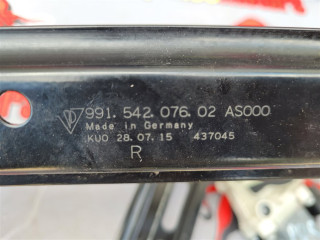 991.542.076.02 AS000
Made in Germany
KUO 28.07.15 437045
R